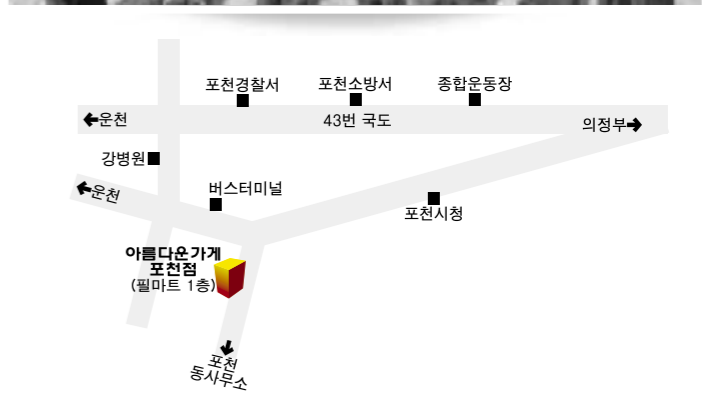 포천경찰서
포천소방서
종합운동장
운천
43번 국도
의정부
강병원
운천
버스터미널
포천시청
아름다운가게
포천점
(필마트 1층)
포천
동사무소